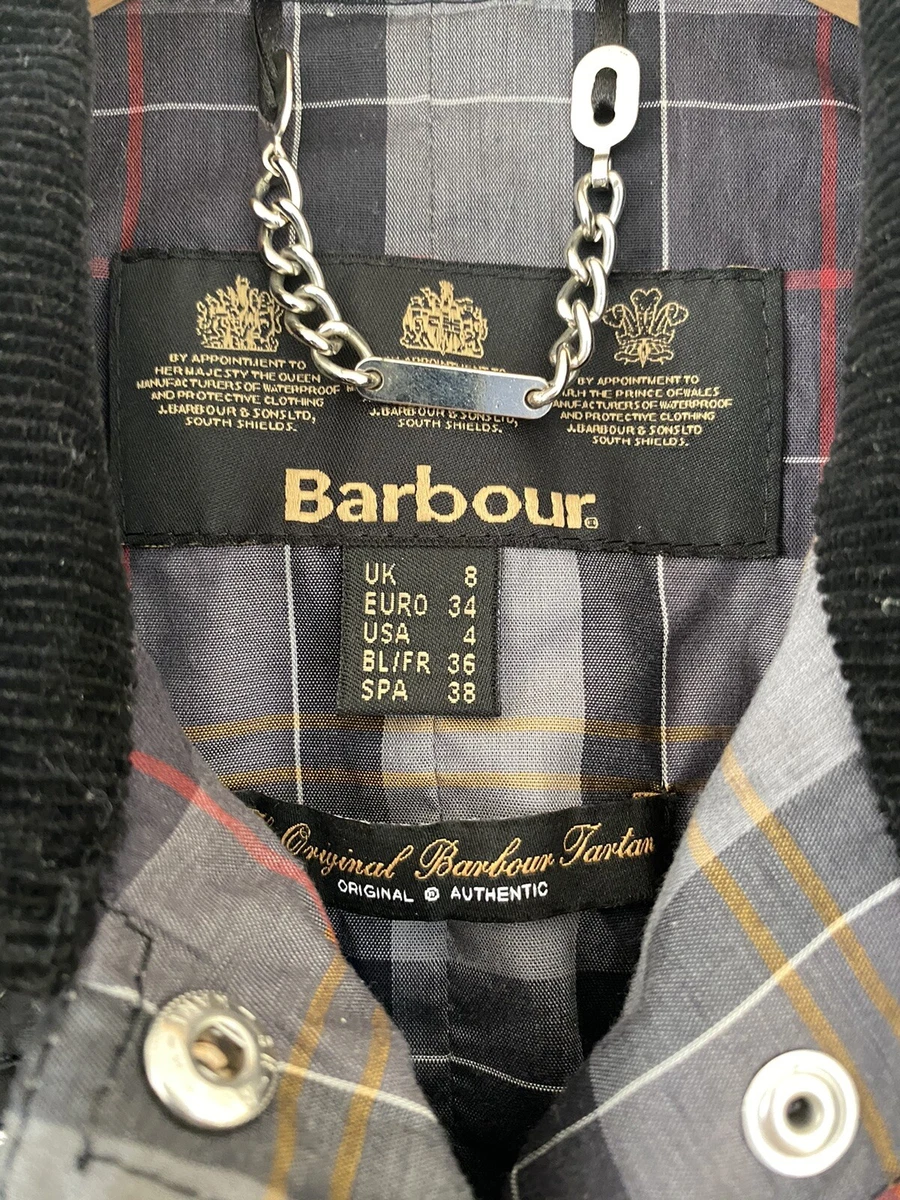 BY APPOINTMENT TO
HER MAJESTY THE QUEEN
MANUFACTURERS OF WATERPROOF
AND PROTECTIVE CLOTHING
J.BARBOUR & SONS LTD,
SOUTH SHIELDS.
J.BARBOUR & SONS LTD,
SOUTH SHIELDS.
BY APPOINTMENT TO
H.R.H THE PRINCE OF WALES
MANUFACTURERS OF WATERPROOF
AND PROTECTIVE CLOTHING
J.BARBOUR & SONS LTD
SOUTH SHIELDS.
Barbour®
UK 8
EURO 34
USA 4
BL/FR 36
SPA 38
Original Barbour Tartan
ORIGINAL ® AUTHENTIC